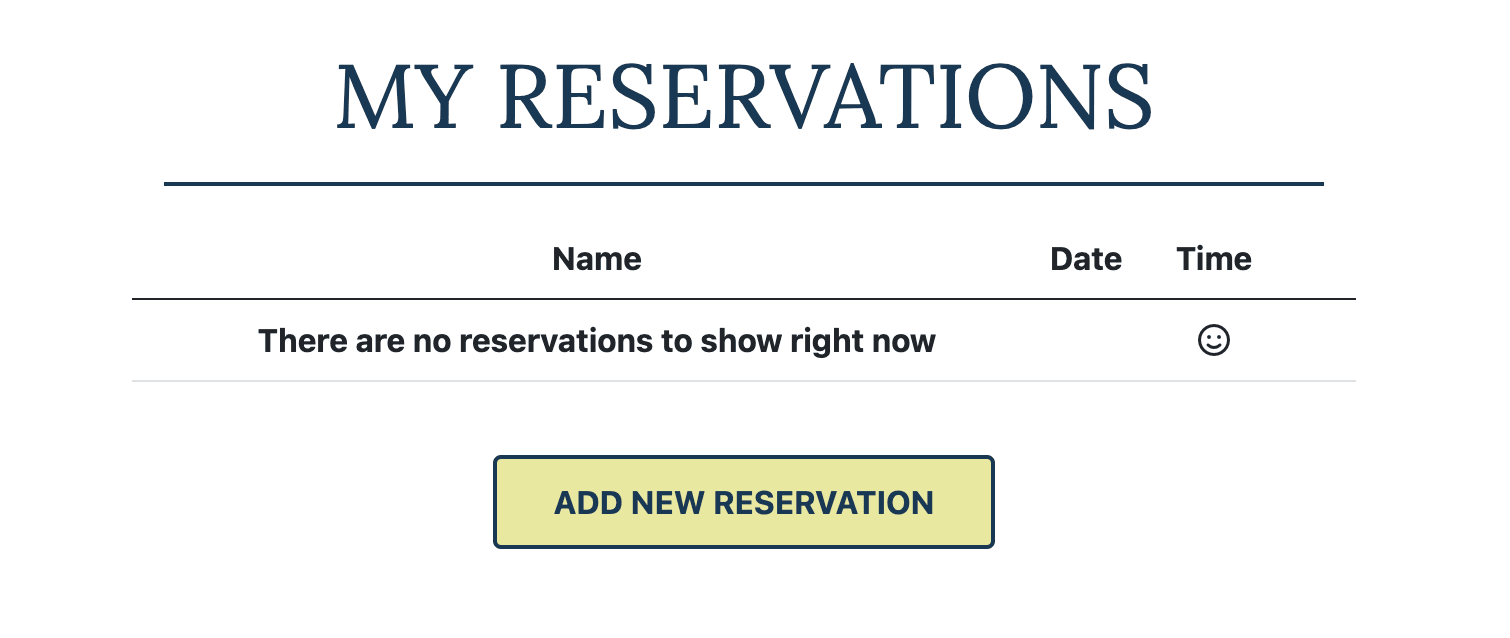 MY RESERVATIONS
Name Date Time
There are no reservations to show right now
ADD NEW RESERVATION